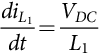 di_{L_1}/dt = V_{DC}/L_1